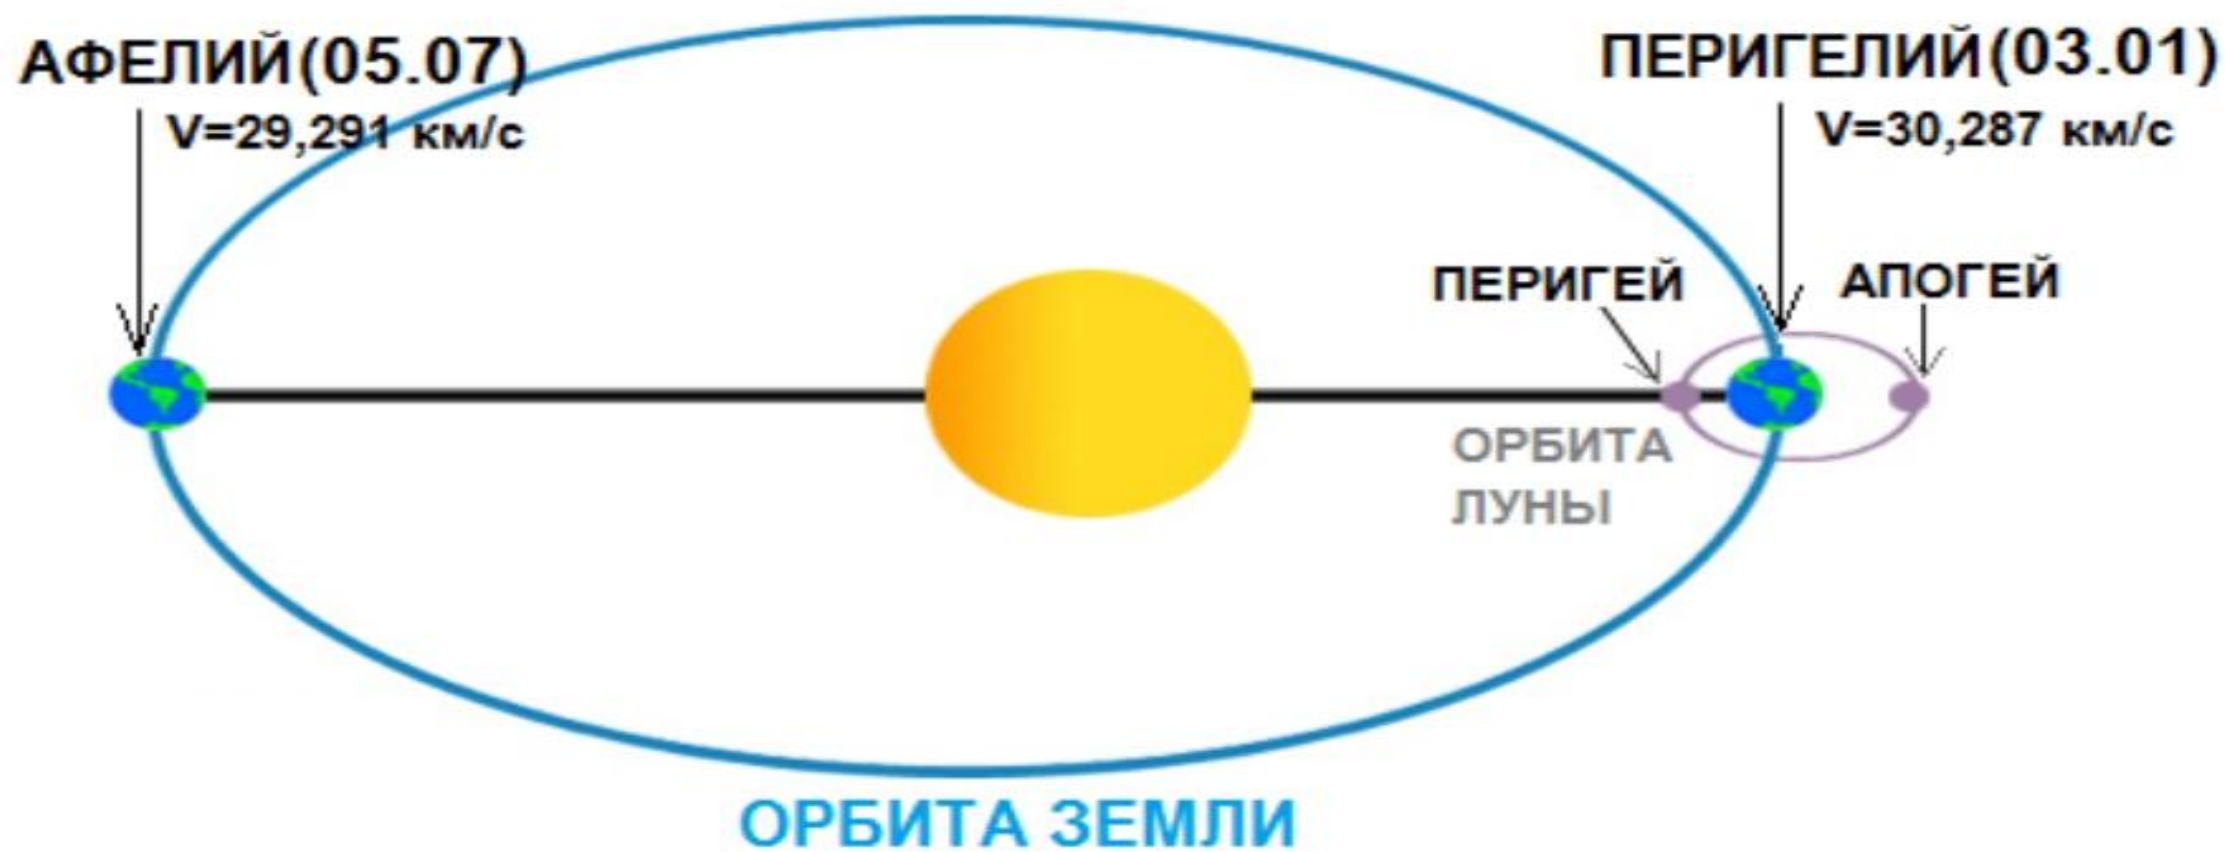 АФЕЛИЙ(05.07)
V=29,291 км/с
ПЕРИГЕЛИЙ(03.01)
V=30,287 км/с
ПЕРИГЕЙ
АПОГЕЙ
ОРБИТА
ЛУНЫ
ОРБИТА ЗЕМЛИ